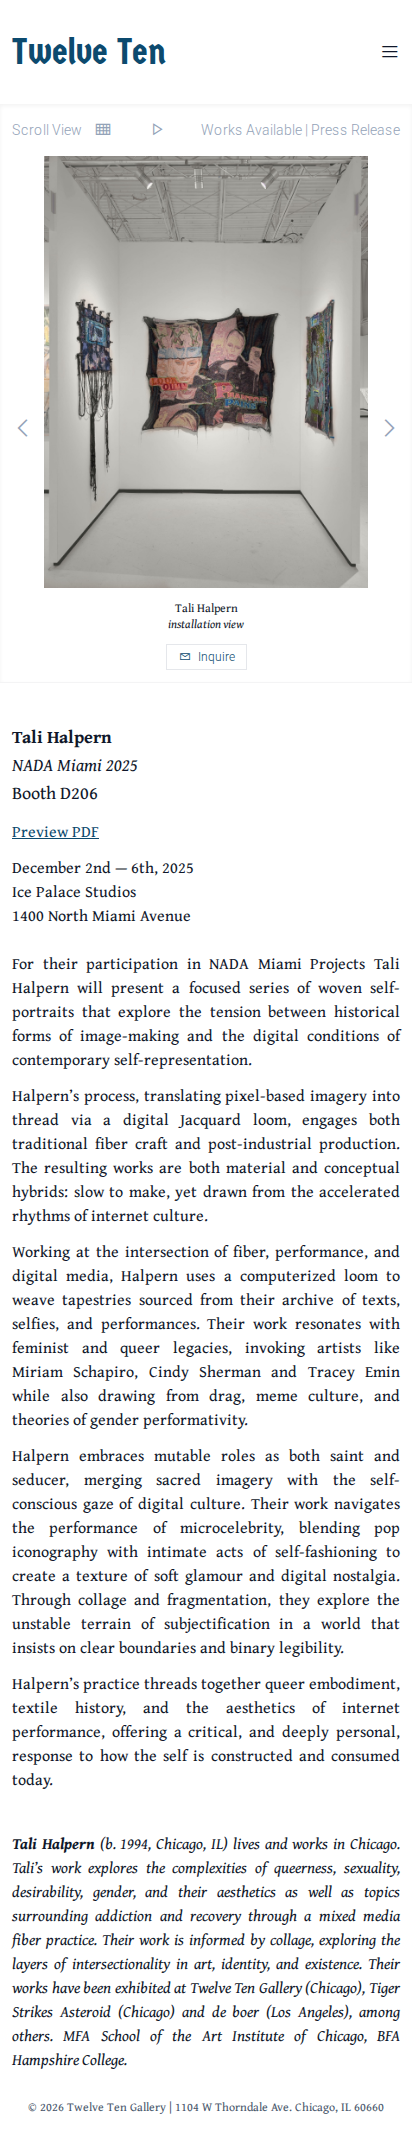 Twelve Ten
Scroll View
Works Available | Press Release
Tali Halpern
installation view
Inquire
Tali Halpern
NADA Miami 2025
Booth D206
Preview PDF
December 2nd — 6th, 2025
Ice Palace Studios
1400 North Miami Avenue
For their participation in NADA Miami Projects Tali
Halpern will present a focused series of woven self-
portraits that explore the tension between historical
forms of image-making and the digital conditions of
contemporary self-representation.
Halpern’s process, translating pixel-based imagery into
thread via a digital Jacquard loom, engages both
traditional fiber craft and post-industrial production.
The resulting works are both material and conceptual
hybrids: slow to make, yet drawn from the accelerated
rhythms of internet culture.
Working at the intersection of fiber, performance, and
digital media, Halpern uses a computerized loom to
weave tapestries sourced from their archive of texts,
selfies, and performances. Their work resonates with
feminist and queer legacies, invoking artists like
Miriam Schapiro, Cindy Sherman and Tracey Emin
while also drawing from drag, meme culture, and
theories of gender performativity.
Halpern embraces mutable roles as both saint and
seducer, merging sacred imagery with the self-
conscious gaze of digital culture. Their work navigates
the performance of microcelebrity, blending pop
iconography with intimate acts of self-fashioning to
create a texture of soft glamour and digital nostalgia.
Through collage and fragmentation, they explore the
unstable terrain of subjectification in a world that
insists on clear boundaries and binary legibility.
Halpern’s practice threads together queer embodiment,
textile history, and the aesthetics of internet
performance, offering a critical, and deeply personal,
response to how the self is constructed and consumed
today.
Tali Halpern (b. 1994, Chicago, IL) lives and works in Chicago.
Tali’s work explores the complexities of queerness, sexuality,
desirability, gender, and their aesthetics as well as topics
surrounding addiction and recovery through a mixed media
fiber practice. Their work is informed by collage, exploring the
layers of intersectionality in art, identity, and existence. Their
works have been exhibited at Twelve Ten Gallery (Chicago), Tiger
Strikes Asteroid (Chicago) and de boer (Los Angeles), among
others. MFA School of the Art Institute of Chicago, BFA
Hampshire College.
© 2026 Twelve Ten Gallery | 1104 W Thorndale Ave. Chicago, IL 60660